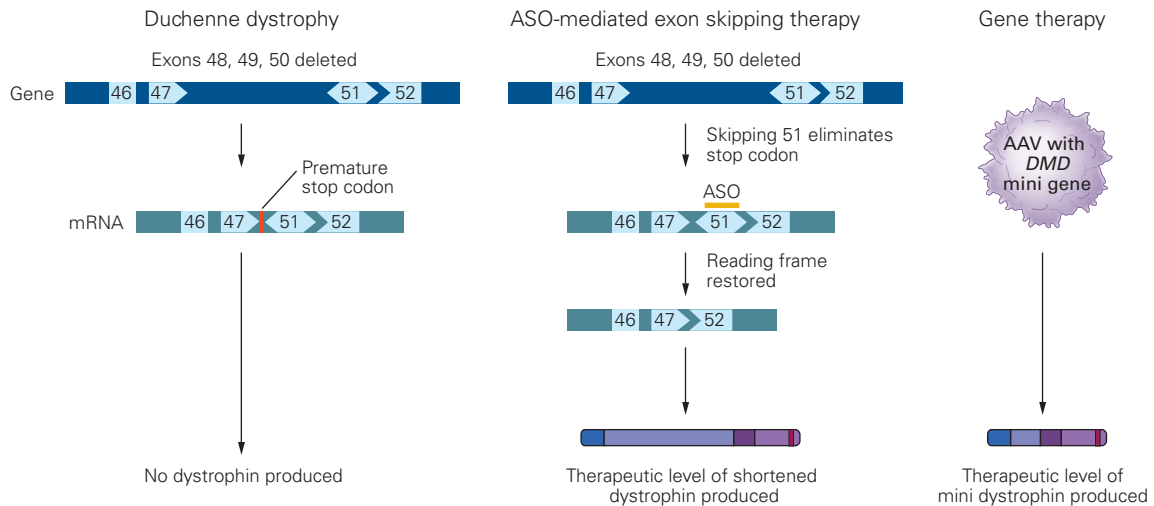 Duchenne dystrophy
Exons 48, 49, 50 deleted
Gene
46 47 51 52
Premature
stop codon
mRNA
46 47 51 52
No dystrophin produced
ASO-mediated exon skipping therapy
Exons 48, 49, 50 deleted
46 47 51 52
Skipping 51 eliminates
stop codon
ASO
46 47 51 52
Reading frame
restored
46 47 52
Therapeutic level of shortened
dystrophin produced
Gene therapy
AAV with
DMD
mini gene
Therapeutic level of
mini dystrophin produced